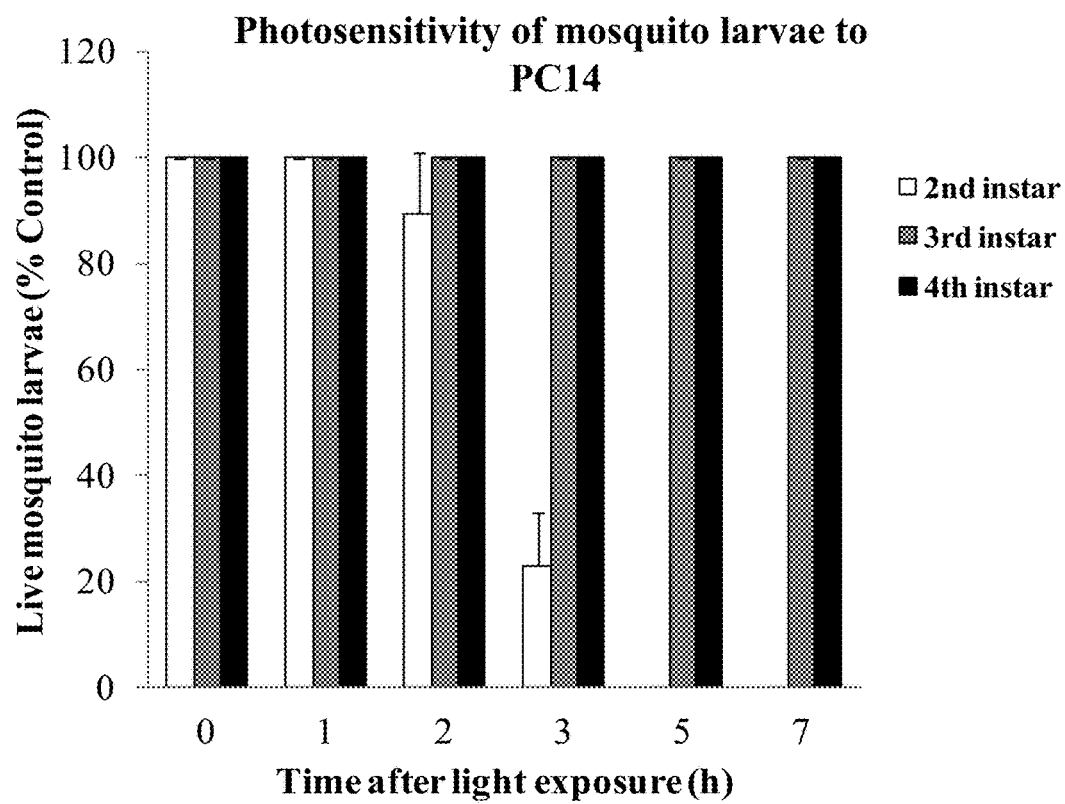 Photosensitivity of mosquito larvae to
PC14
120
100
80
60
40
20
0
Live mosquito larvae (% Control)
0 1 2 3 5 7
Time after light exposure (h)
2nd instar
3rd instar
4th instar